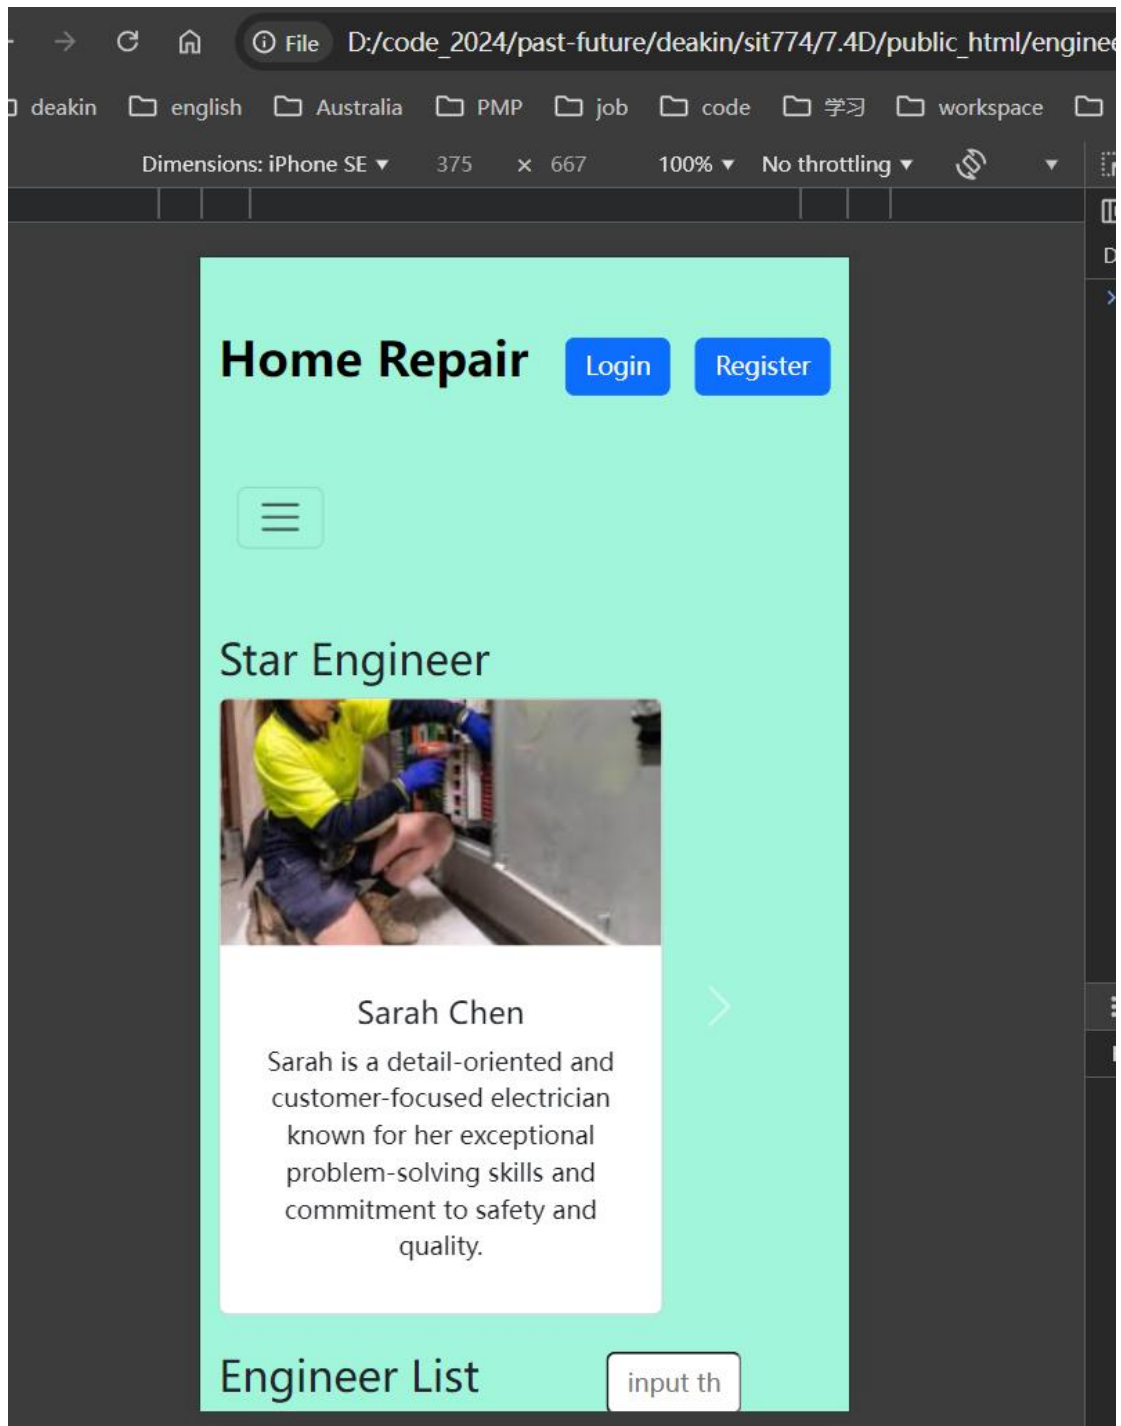 File D:/code_2024/past-future/deakin/sit774/7.4D/public_html/enginee
deakin english Australia PMP job code 学习 workspace
Dimensions: iPhone SE 375 × 667 100% No throttling
Home Repair Login Register
Star Engineer
Sarah Chen
Sarah is a detail-oriented and
customer-focused electrician
known for her exceptional
problem-solving skills and
commitment to safety and
quality.
Engineer List input th